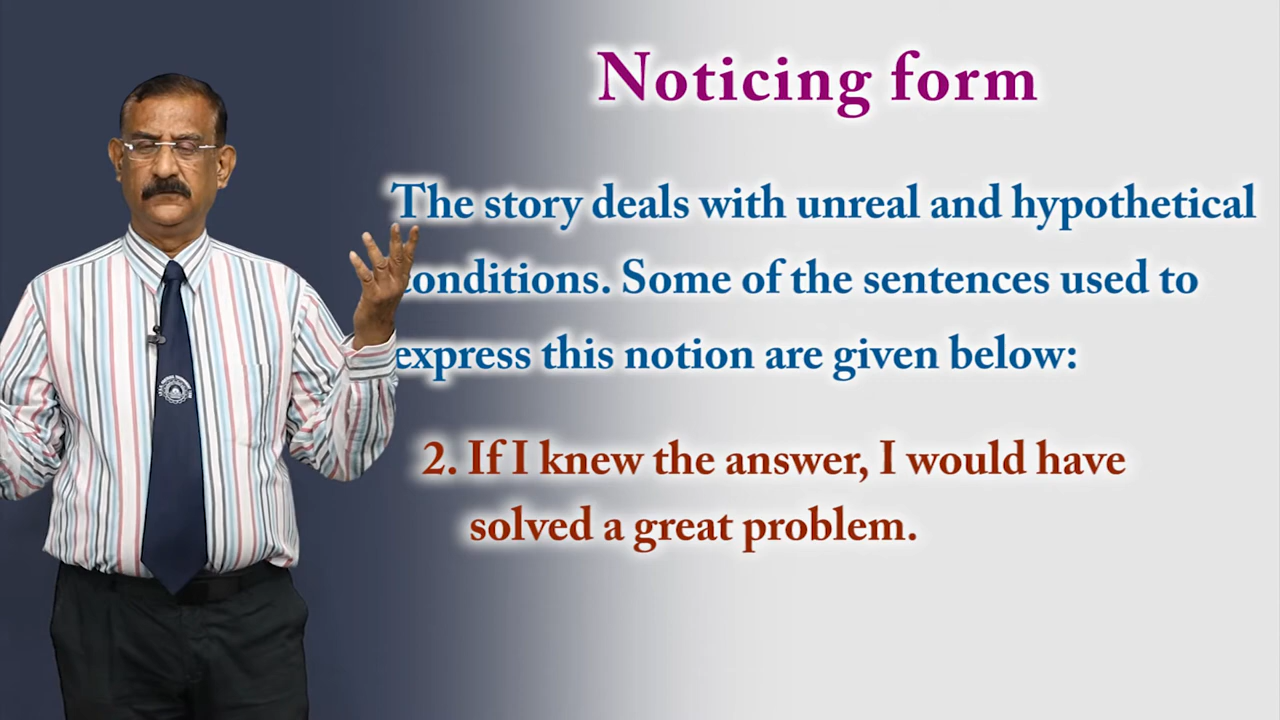 Noticing form
The story deals with unreal and hypothetical
conditions. Some of the sentences used to
express this notion are given below:
2. If I knew the answer, I would have
solved a great problem.